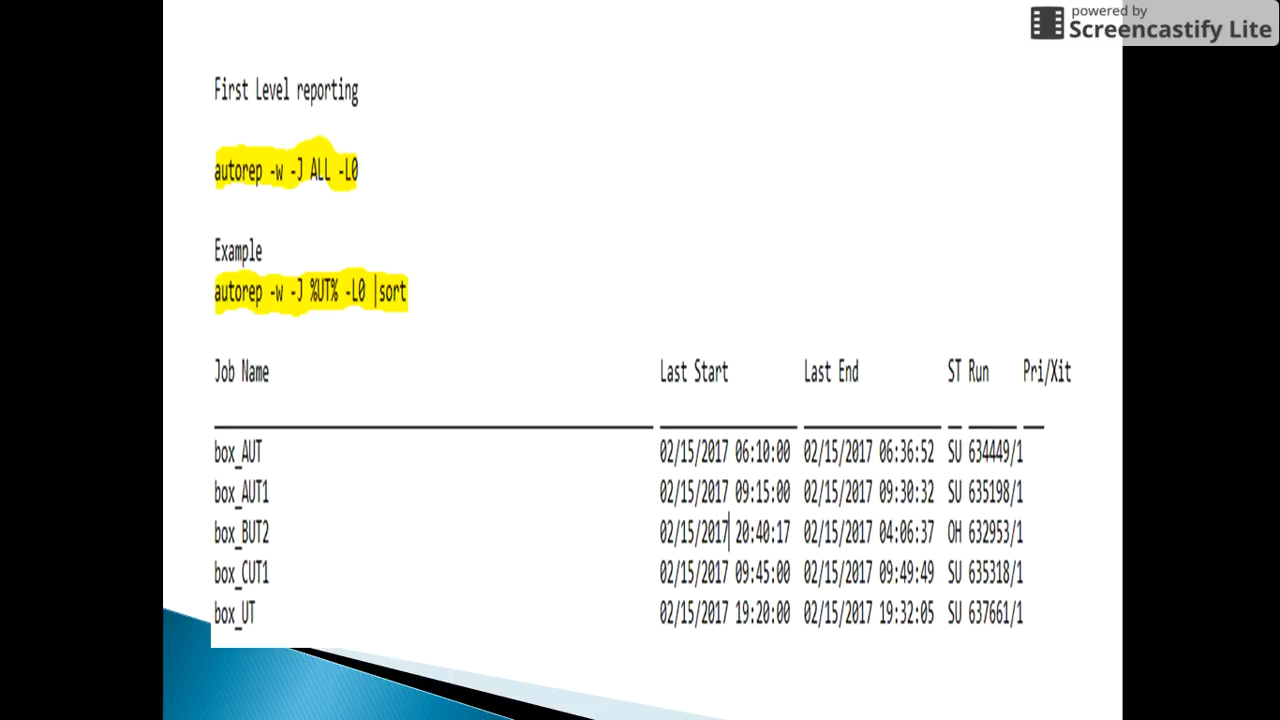 powered by
Screencastify Lite
First Level reporting
autorep -w -J ALL -L0
Example
autorep -w -J %UT% -L0 |sort
Job Name Last Start Last End ST Run Pri/Xit
box_AUT 02/15/2017 06:10:00 02/15/2017 06:36:52 SU 634449/1
box_AUT1 02/15/2017 09:15:00 02/15/2017 09:30:32 SU 635198/1
box_BUT2 02/15/2017 20:40:17 02/15/2017 04:06:37 OH 632953/1
box_CUT1 02/15/2017 09:45:00 02/15/2017 09:49:49 SU 635318/1
box_UT 02/15/2017 19:20:00 02/15/2017 19:32:05 SU 637661/1